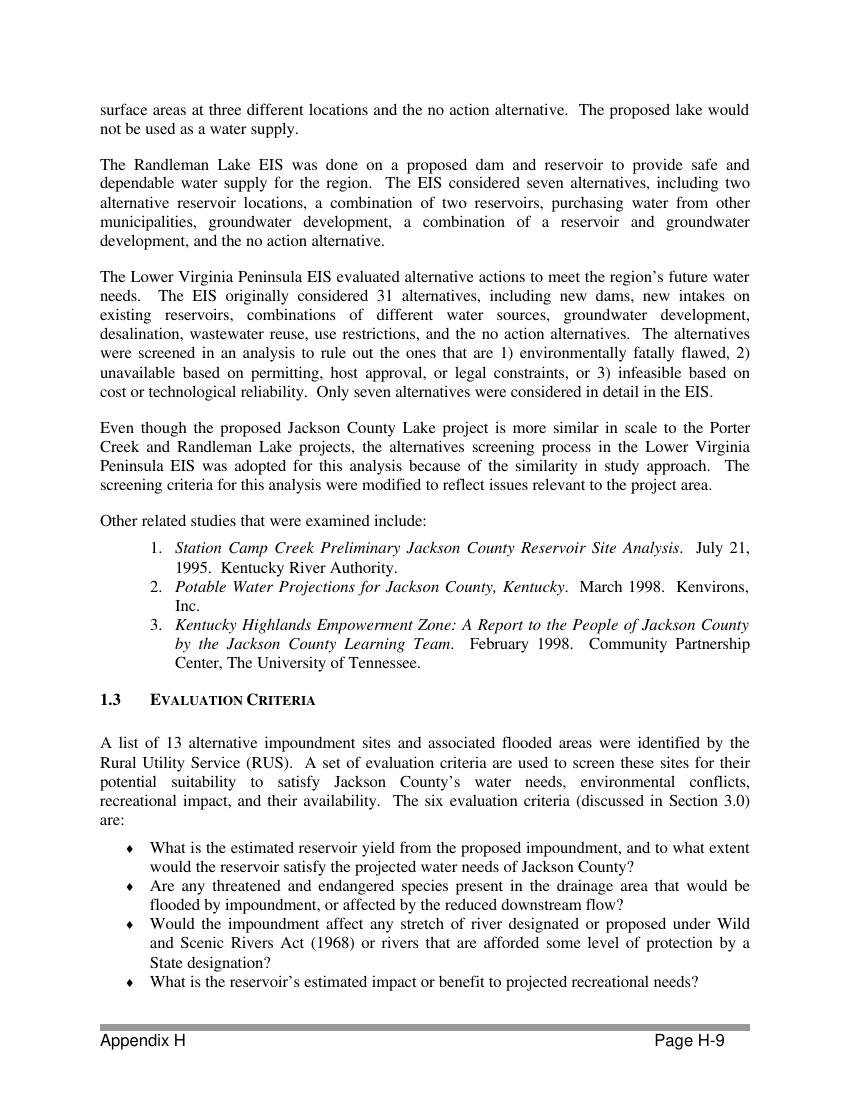 surface areas at three different locations and the no action alternative. The proposed lake would
not be used as a water supply.
The Randleman Lake EIS was done on a proposed dam and reservoir to provide safe and
dependable water supply for the region. The EIS considered seven alternatives, including two
alternative reservoir locations, a combination of two reservoirs, purchasing water from other
municipalities, groundwater development, a combination of a reservoir and groundwater
development, and the no action alternative.
The Lower Virginia Peninsula EIS evaluated alternative actions to meet the region's future water
needs. The EIS originally considered 31 alternatives, including new dams, new intakes on
existing reservoirs, combinations of different water sources, groundwater development,
desalination, wastewater reuse, use restrictions, and the no action alternatives. The alternatives
were screened in an analysis to rule out the ones that are 1) environmentally fatally flawed, 2)
unavailable based on permitting, host approval, or legal constraints, or 3) infeasible based on
cost or technological reliability. Only seven alternatives were considered in detail in the EIS.
Even though the proposed Jackson County Lake project is more similar in scale to the Porter
Creek and Randleman Lake projects, the alternatives screening process in the Lower Virginia
Peninsula EIS was adopted for this analysis because of the similarity in study approach. The
screening criteria for this analysis were modified to reflect issues relevant to the project area.
Other related studies that were examined include:
1. Station Camp Creek Preliminary Jackson County Reservoir Site Analysis. July 21,
1995. Kentucky River Authority.
2. Potable Water Projections for Jackson County, Kentucky. March 1998. Kenvirons,
Inc.
3. Kentucky Highlands Empowerment Zone: A Report to the People of Jackson County
by the Jackson County Learning Team. February 1998. Community Partnership
Center, The University of Tennessee.
1.3 EVALUATION CRITERIA
A list of 13 alternative impoundment sites and associated flooded areas were identified by the
Rural Utility Service (RUS). A set of evaluation criteria are used to screen these sites for their
potential suitability to satisfy Jackson County's water needs, environmental conflicts,
recreational impact, and their availability. The six evaluation criteria (discussed in Section 3.0)
are:
♦ What is the estimated reservoir yield from the proposed impoundment, and to what extent
would the reservoir satisfy the projected water needs of Jackson County?
♦ Are any threatened and endangered species present in the drainage area that would be
flooded by impoundment, or affected by the reduced downstream flow?
♦ Would the impoundment affect any stretch of river designated or proposed under Wild
and Scenic Rivers Act (1968) or rivers that are afforded some level of protection by a
State designation?
♦ What is the reservoir's estimated impact or benefit to projected recreational needs?
Appendix H Page H-9